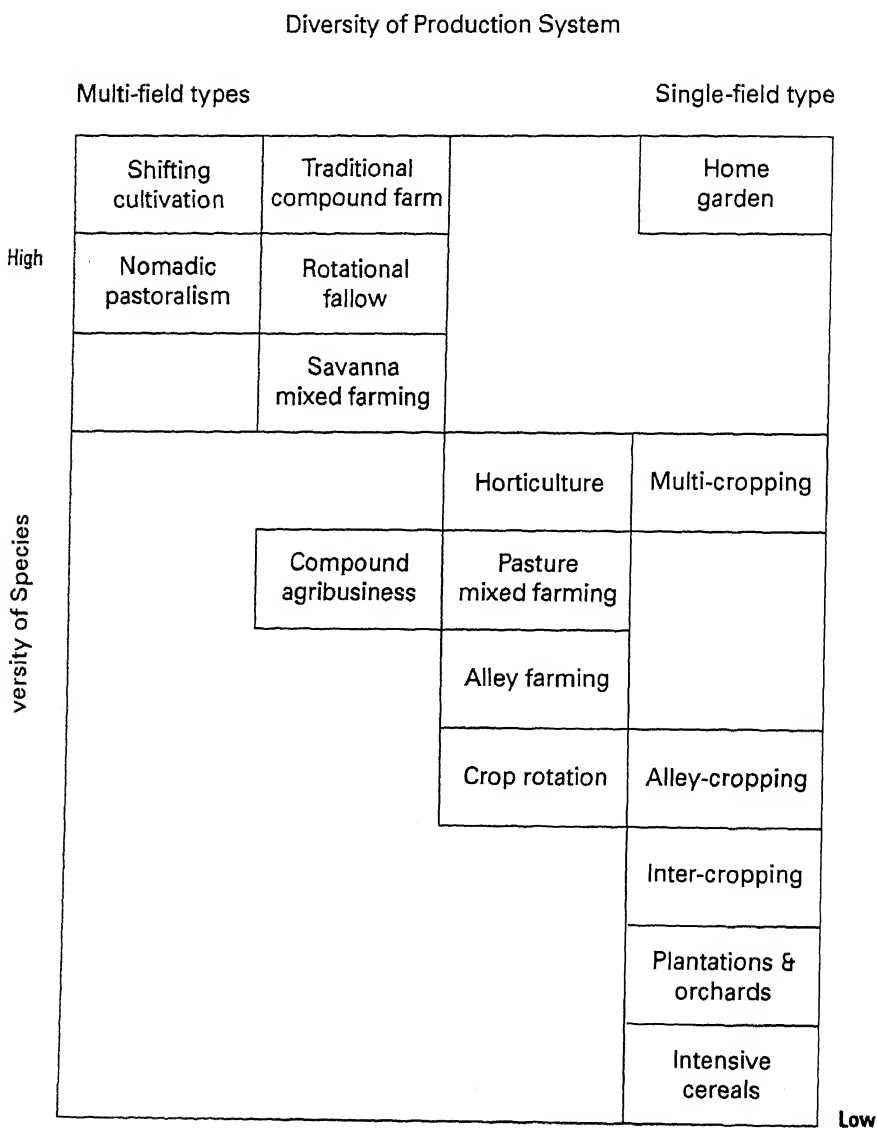 Diversity of Production System
Multi-field types
Single-field type
Shifting
cultivation
Traditional
compound farm
Home
garden
High
Nomadic
pastoralism
Rotational
fallow
Savanna
mixed farming
Horticulture
Multi-cropping
versity of Species
Compound
agribusiness
Pasture
mixed farming
Alley farming
Crop rotation
Alley-cropping
Inter-cropping
Plantations &
orchards
Intensive
cereals
Low